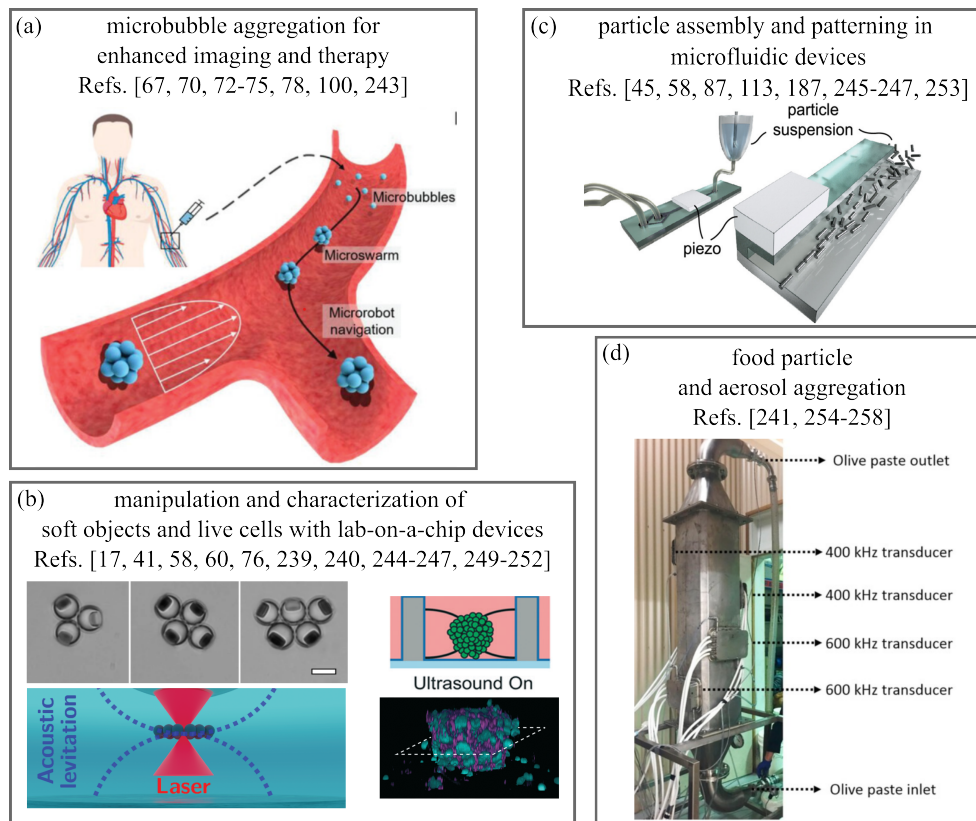 (a)
microbubble aggregation for
enhanced imaging and therapy
Refs. [67, 70, 72-75, 78, 100, 243]
Microbubbles
Microswarm
Microrobot
navigation
(b)
manipulation and characterization of
soft objects and live cells with lab-on-a-chip devices
Refs. [17, 41, 58, 60, 76, 239, 240, 244-247, 249-252]
Acoustic
levitation
Laser
Ultrasound On
(c)
particle assembly and patterning in
microfluidic devices
Refs. [45, 58, 87, 113, 187, 245-247, 253]
particle
suspension
piezo
(d)
food particle
and aerosol aggregation
Refs. [241, 254-258]
Olive paste outlet
400 kHz transducer
400 kHz transducer
600 kHz transducer
600 kHz transducer
Olive paste inlet